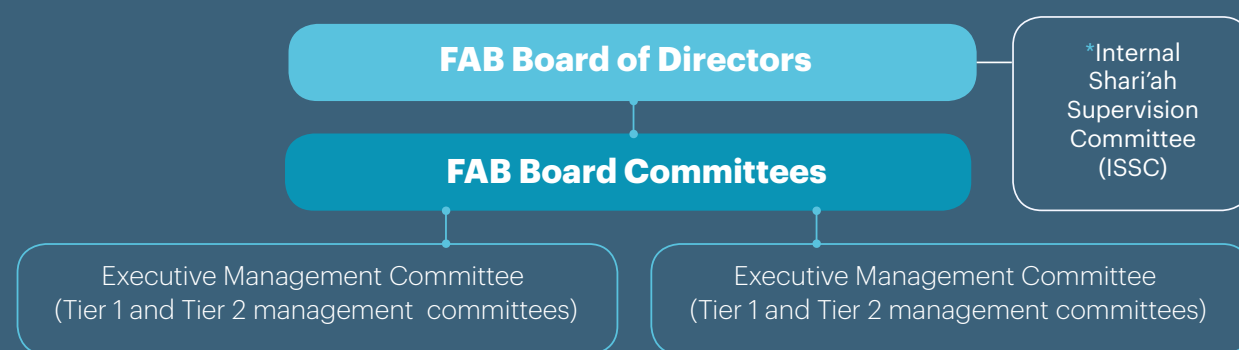 FAB Board of Directors
*Internal
Shari’ah
Supervision
Committee
(ISSC)
FAB Board Committees
Executive Management Committee
(Tier 1 and Tier 2 management committees)
Executive Management Committee
(Tier 1 and Tier 2 management committees)